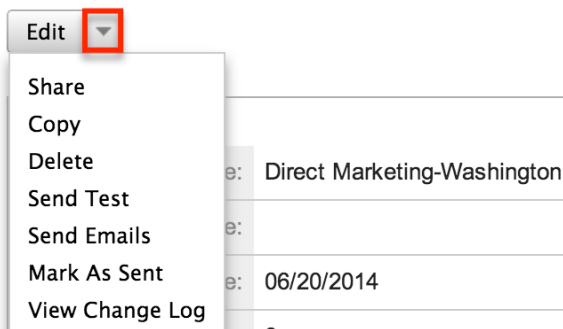 Edit
Share
Copy
Delete
Send Test
e: Direct Marketing-Washington
Send Emails
e:
Mark As Sent
e: 06/20/2014
View Change Log